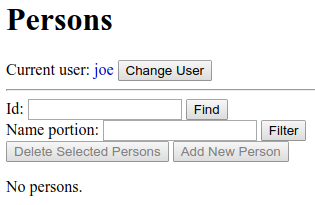 Persons
Current user: joe Change User
Id: Find
Name portion: Filter
Delete Selected Persons Add New Person
No persons.